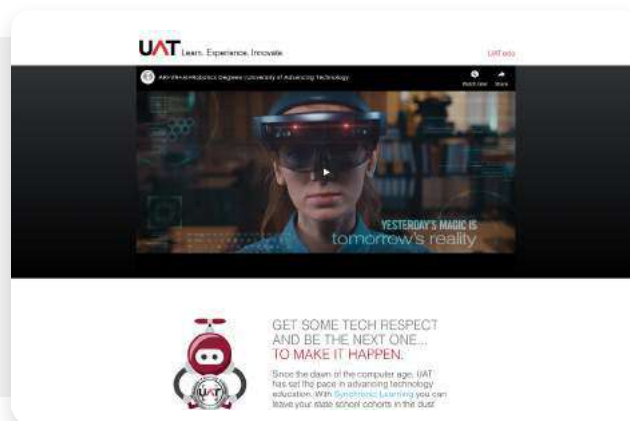 UAT Learn. Experience. Innovate.
UAT.edu
AR+VR+AI+Robotics Degree University of Advancing Technology
Watch later Share
YESTERDAY'S MAGIC IS
tomorrow's reality
GET SOME TECH RESPECT
AND BE THE NEXT ONE...
TO MAKE IT HAPPEN.
Since the dawn of the computer age, UAT
has set the pace in advancing technology
education. With Synchronic Learning you can
leave your state school cohorts in the dust
UAT